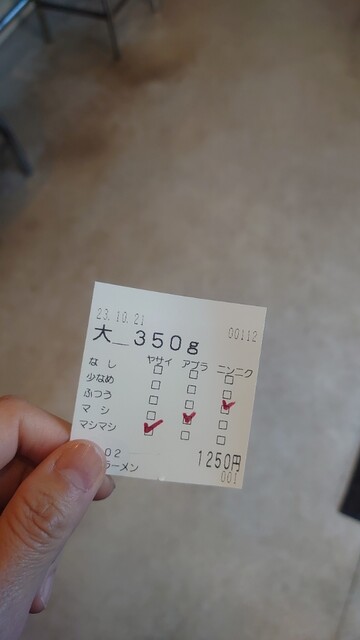 23.10.21
00112
大_350g
ヤサイ アブラ ニンニク
なし □ □ □
少なめ □ □ □
ふつう □ □ ✓
マシ □ ✓ □
マシマシ ✓ □ □
02
1250円
ラーメン
001